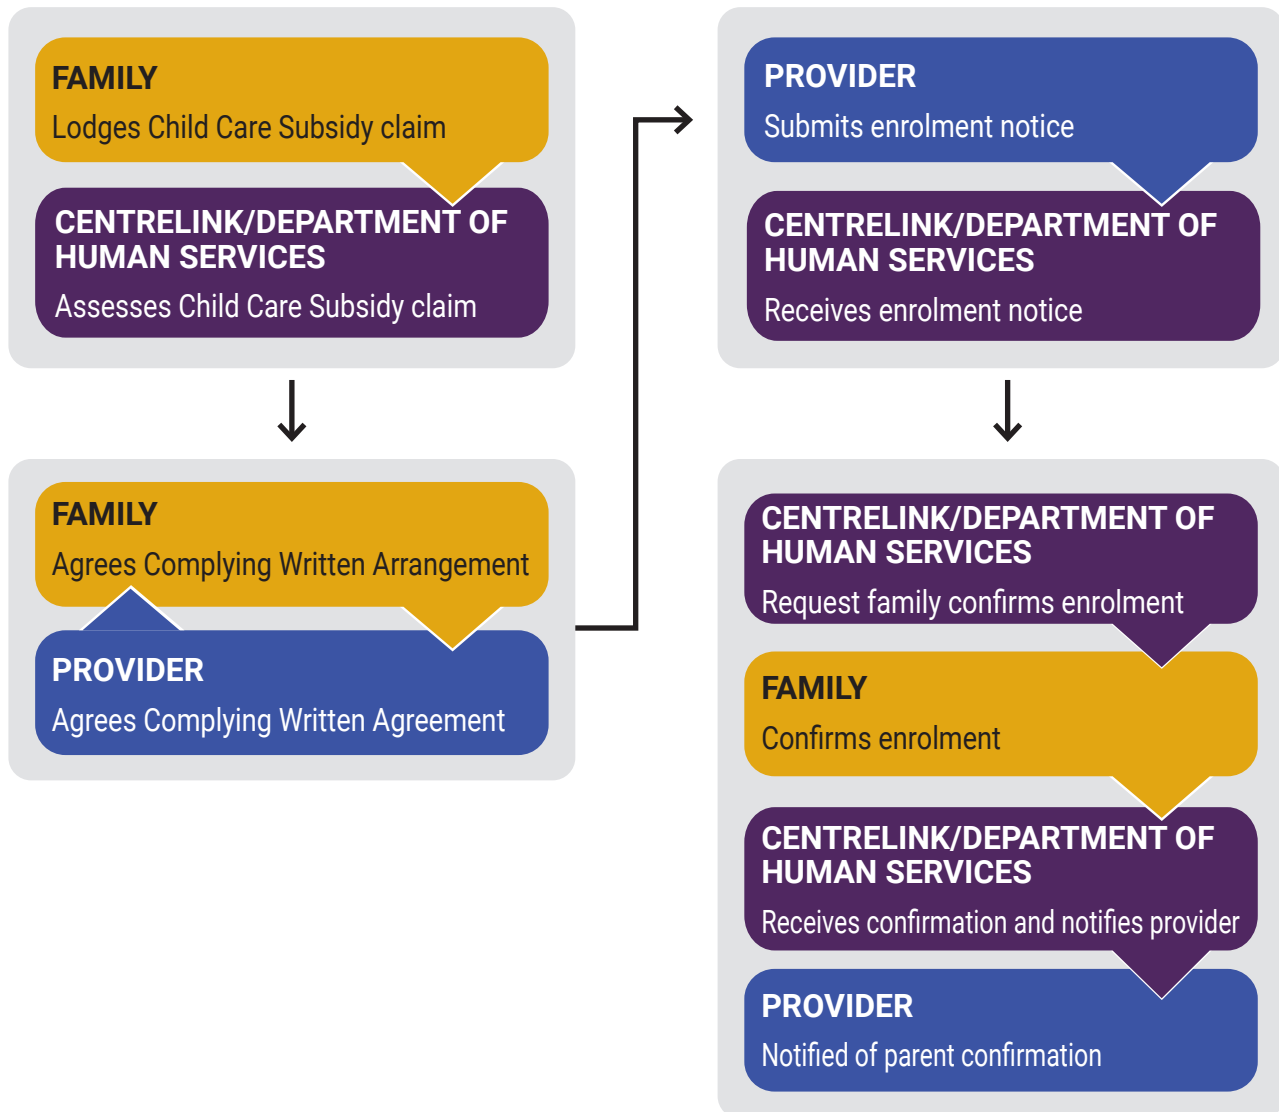 FAMILY
Lodges Child Care Subsidy claim
CENTRELINK/DEPARTMENT OF
HUMAN SERVICES
Assesses Child Care Subsidy claim
FAMILY
Agrees Complying Written Arrangement
PROVIDER
Agrees Complying Written Agreement
PROVIDER
Submits enrolment notice
CENTRELINK/DEPARTMENT OF
HUMAN SERVICES
Receives enrolment notice
CENTRELINK/DEPARTMENT OF
HUMAN SERVICES
Request family confirms enrolment
FAMILY
Confirms enrolment
CENTRELINK/DEPARTMENT OF
HUMAN SERVICES
Receives confirmation and notifies provider
PROVIDER
Notified of parent confirmation